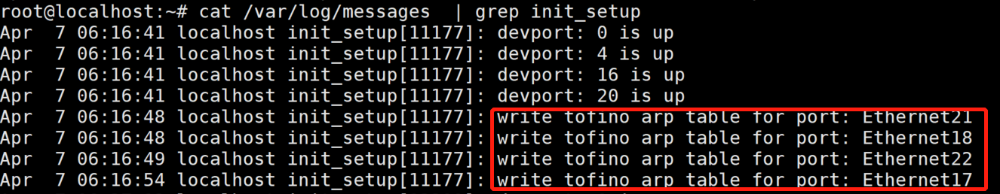 root@localhost:~# cat /var/log/messages  | grep init_setup
Apr  7 06:16:41 localhost init_setup[11177]: devport: 0 is up
Apr  7 06:16:41 localhost init_setup[11177]: devport: 4 is up
Apr  7 06:16:41 localhost init_setup[11177]: devport: 16 is up
Apr  7 06:16:41 localhost init_setup[11177]: devport: 20 is up
Apr  7 06:16:48 localhost init_setup[11177]: write tofino arp table for port: Ethernet21
Apr  7 06:16:48 localhost init_setup[11177]: write tofino arp table for port: Ethernet18
Apr  7 06:16:49 localhost init_setup[11177]: write tofino arp table for port: Ethernet22
Apr  7 06:16:54 localhost init_setup[11177]: write tofino arp table for port: Ethernet17